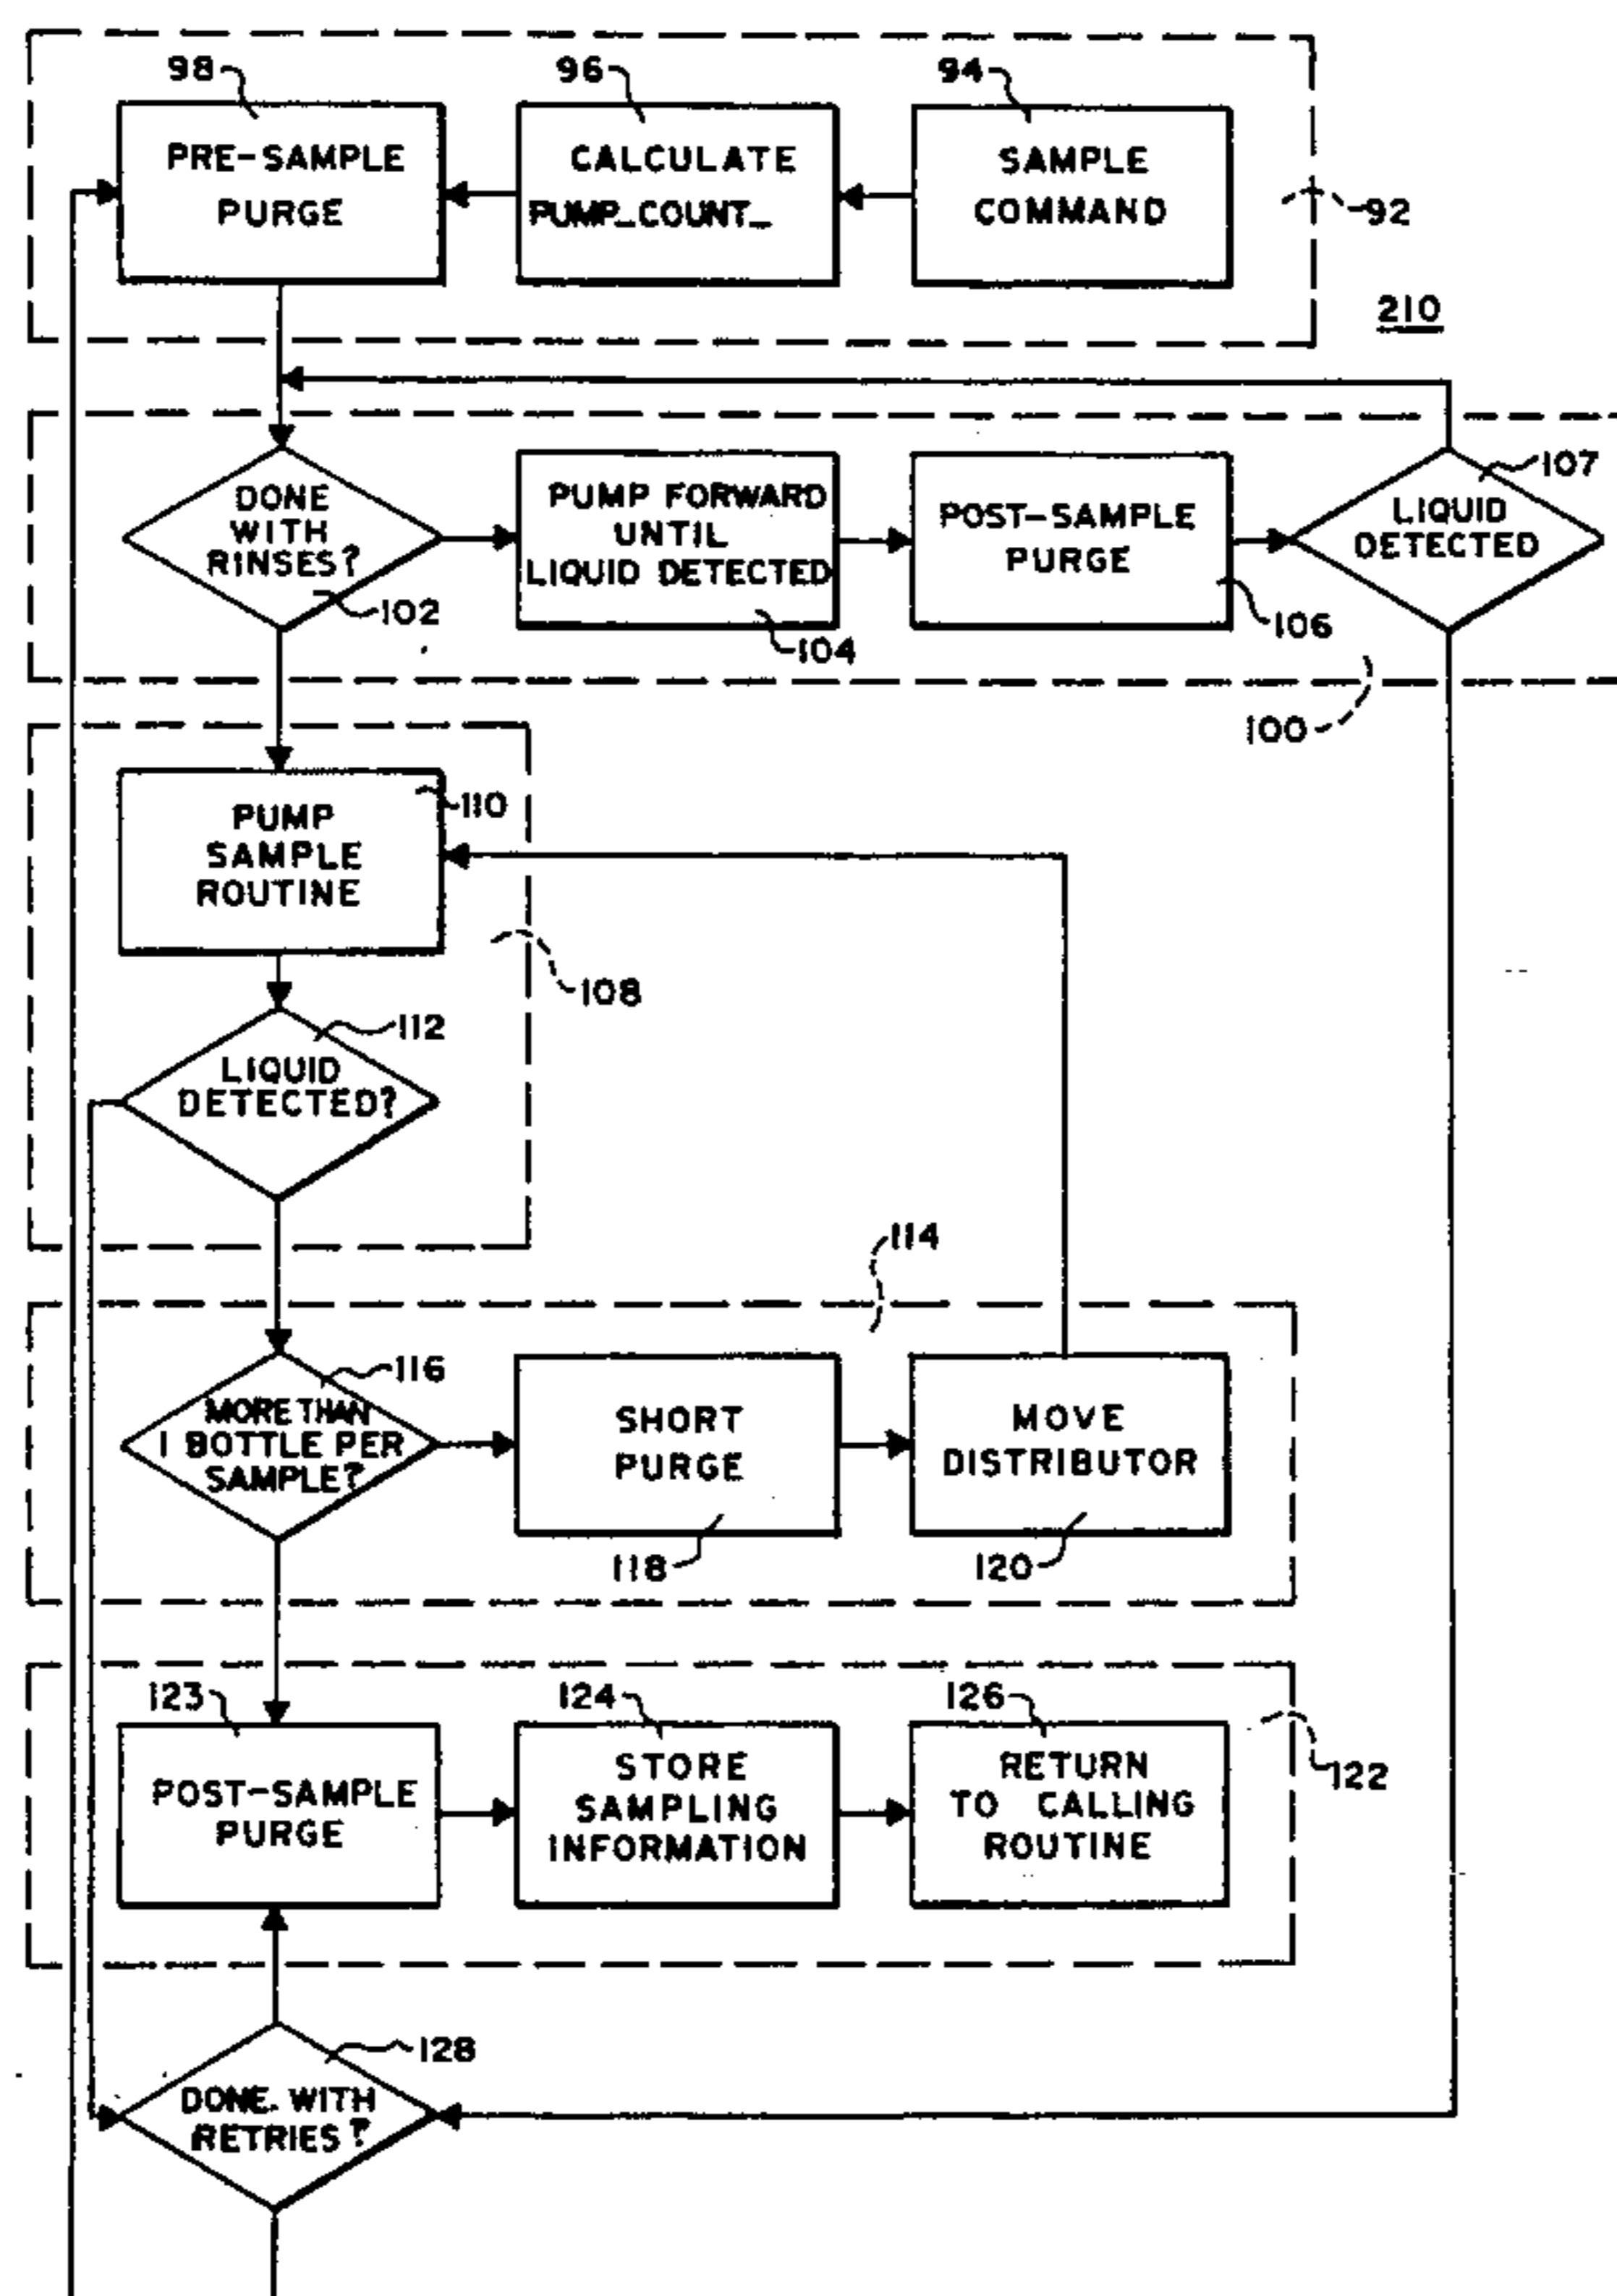 98
96
94
PRE-SAMPLE
PURGE
CALCULATE
PUMP_COUNT_
SAMPLE
COMMAND
92
210
DONE
WITH
RINSES?
102
PUMP FORWARD
UNTIL
LIQUID DETECTED
104
POST-SAMPLE
PURGE
106
LIQUID
DETECTED
107
100
PUMP
SAMPLE
ROUTINE
110
108
112
LIQUID
DETECTED?
114
116
MORE THAN
1 BOTTLE PER
SAMPLE?
SHORT
PURGE
118
MOVE
DISTRIBUTOR
120
123
124
126
POST-SAMPLE
PURGE
STORE
SAMPLING
INFORMATION
RETURN
TO CALLING
ROUTINE
122
128
DONE WITH
RETRIES?